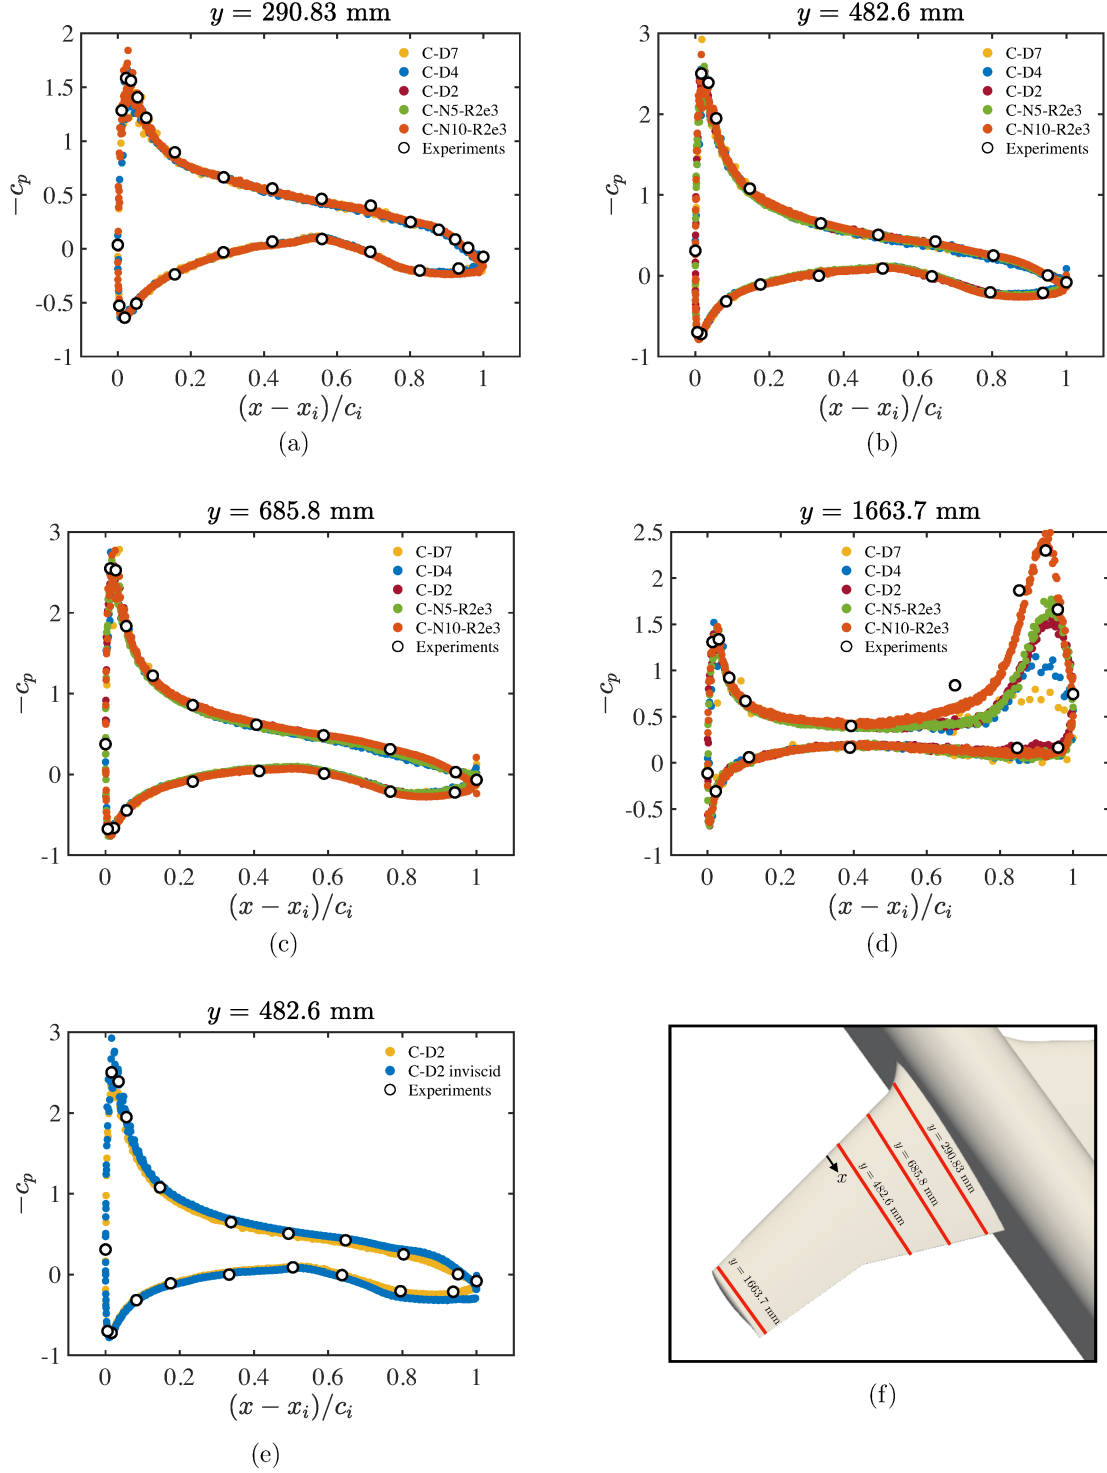 y = 290.83 mm
2
1.5
1
0.5
0
-0.5
-1
−c_p
C-D7
C-D4
C-D2
C-N5-R2e3
C-N10-R2e3
Experiments
0 0.2 0.4 0.6 0.8 1
(x − x_i)/c_i
(a)
y = 482.6 mm
3
2
1
0
-1
−c_p
C-D7
C-D4
C-D2
C-N5-R2e3
C-N10-R2e3
Experiments
0 0.2 0.4 0.6 0.8 1
(x − x_i)/c_i
(b)
y = 685.8 mm
3
2
1
0
-1
−c_p
C-D7
C-D4
C-D2
C-N5-R2e3
C-N10-R2e3
Experiments
0 0.2 0.4 0.6 0.8 1
(x − x_i)/c_i
(c)
y = 1663.7 mm
2.5
2
1.5
1
0.5
0
-0.5
-1
−c_p
C-D7
C-D4
C-D2
C-N5-R2e3
C-N10-R2e3
Experiments
0 0.2 0.4 0.6 0.8 1
(x − x_i)/c_i
(d)
y = 482.6 mm
3
2
1
0
-1
−c_p
C-D2
C-D2 inviscid
Experiments
0 0.2 0.4 0.6 0.8 1
(x − x_i)/c_i
(e)
y = 290.83 mm
y = 685.8 mm
y = 482.6 mm
x
y = 1663.7 mm
(f)